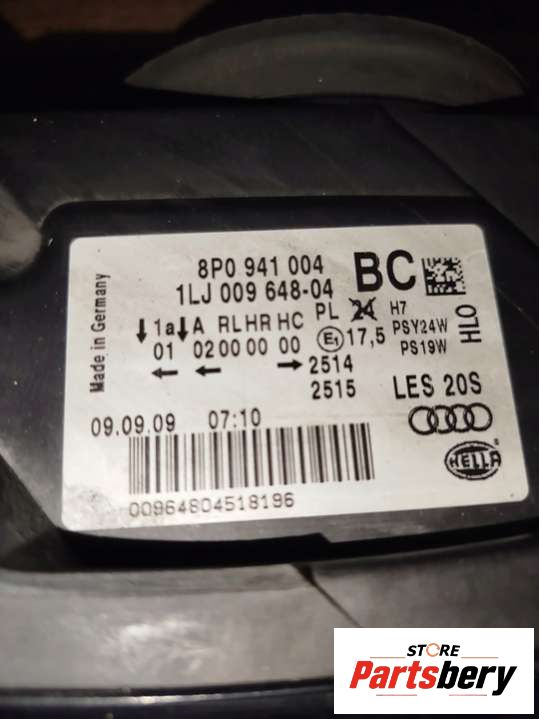 Made in Germany
8P0 941 004 BC
1LJ 009 648-04
1a A RL HR HC PL H7
01 02 00 00 00 E1 17,5 PSY24W
PS19W
HLO
2514
2515 LES 20S
09.09.09 07:10
HELLA
00964804518196
STORE
Partsbery